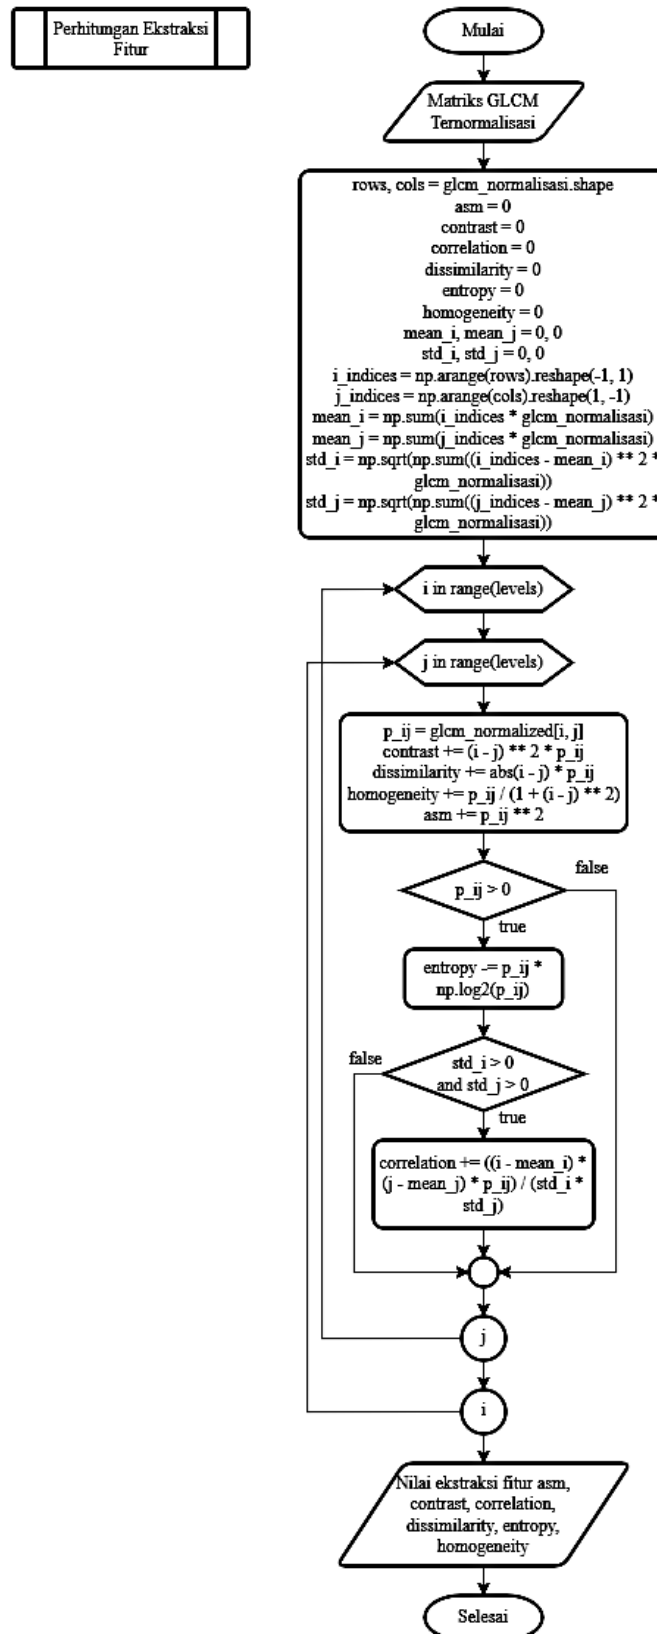 Perhitungan Ekstraksi
Fitur
Mulai
Matriks GLCM
Ternormalisasi
rows, cols = glcm_normalisasi.shape
asm = 0
contrast = 0
correlation = 0
dissimilarity = 0
entropy = 0
homogeneity = 0
mean_i, mean_j = 0, 0
std_i, std_j = 0, 0
i_indices = np.arange(rows).reshape(-1, 1)
j_indices = np.arange(cols).reshape(1, -1)
mean_i = np.sum(i_indices * glcm_normalisasi)
mean_j = np.sum(j_indices * glcm_normalisasi)
std_i = np.sqrt(np.sum((i_indices - mean_i) ** 2 *
glcm_normalisasi))
std_j = np.sqrt(np.sum((j_indices - mean_j) ** 2 *
glcm_normalisasi))
i in range(levels)
j in range(levels)
p_ij = glcm_normalized[i, j]
contrast += (i - j) ** 2 * p_ij
dissimilarity += abs(i - j) * p_ij
homogeneity += p_ij / (1 + (i - j) ** 2)
asm += p_ij ** 2
false
p_ij > 0
true
entropy -= p_ij *
np.log2(p_ij)
false
std_i > 0
and std_j > 0
true
correlation += ((i - mean_i) *
(j - mean_j) * p_ij) / (std_i *
std_j)
j
i
Nilai ekstraksi fitur asm,
contrast, correlation,
dissimilarity, entropy,
homogeneity
Selesai